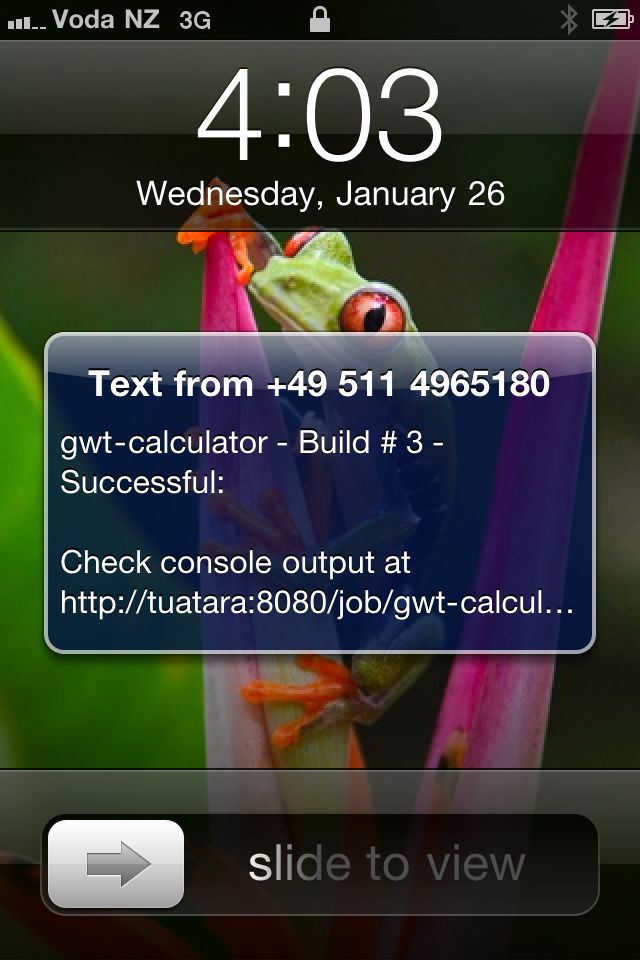 Voda NZ 3G
4:03
Wednesday, January 26
Text from +49 511 4965180
gwt-calculator - Build # 3 -
Successful:
Check console output at
http://tuatara:8080/job/gwt-calcul...
slide to view